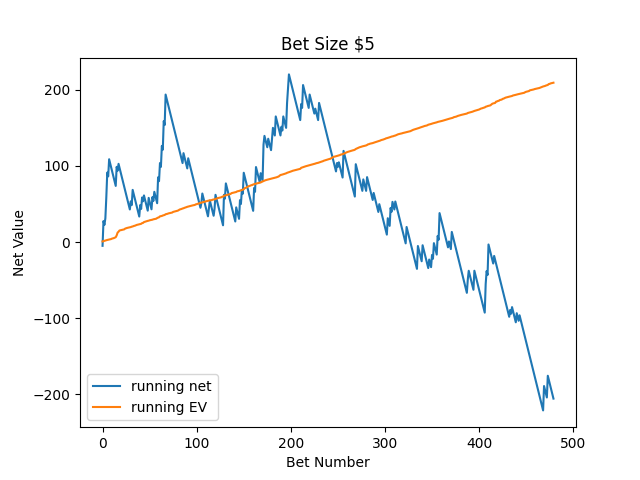 Bet Size $5
Net Value
200
100
0
−100
−200
running net
running EV
0
100
200
300
400
500
Bet Number